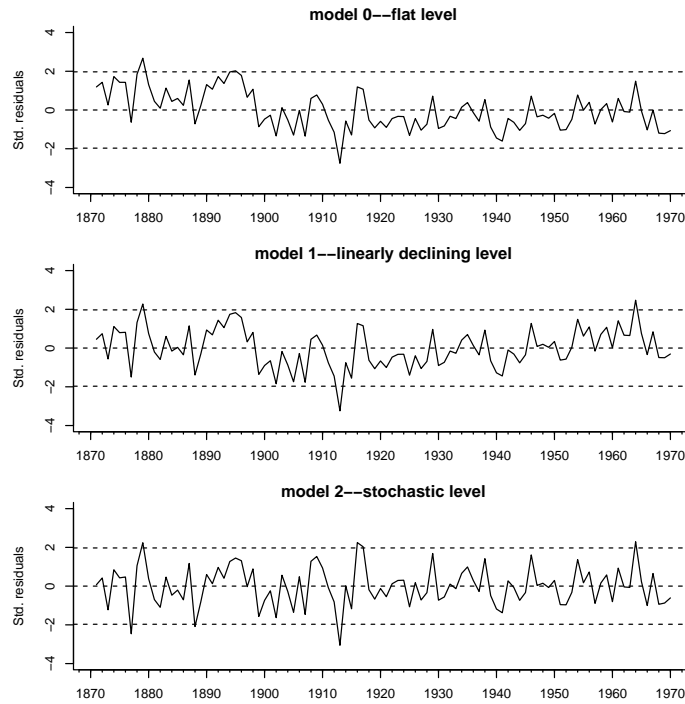 model 0−−flat level
4
2
0
−2
−4
Std. residuals
1870 1880 1890 1900 1910 1920 1930 1940 1950 1960 1970
model 1−−linearly declining level
4
2
0
−2
−4
Std. residuals
1870 1880 1890 1900 1910 1920 1930 1940 1950 1960 1970
model 2−−stochastic level
4
2
0
−2
−4
Std. residuals
1870 1880 1890 1900 1910 1920 1930 1940 1950 1960 1970